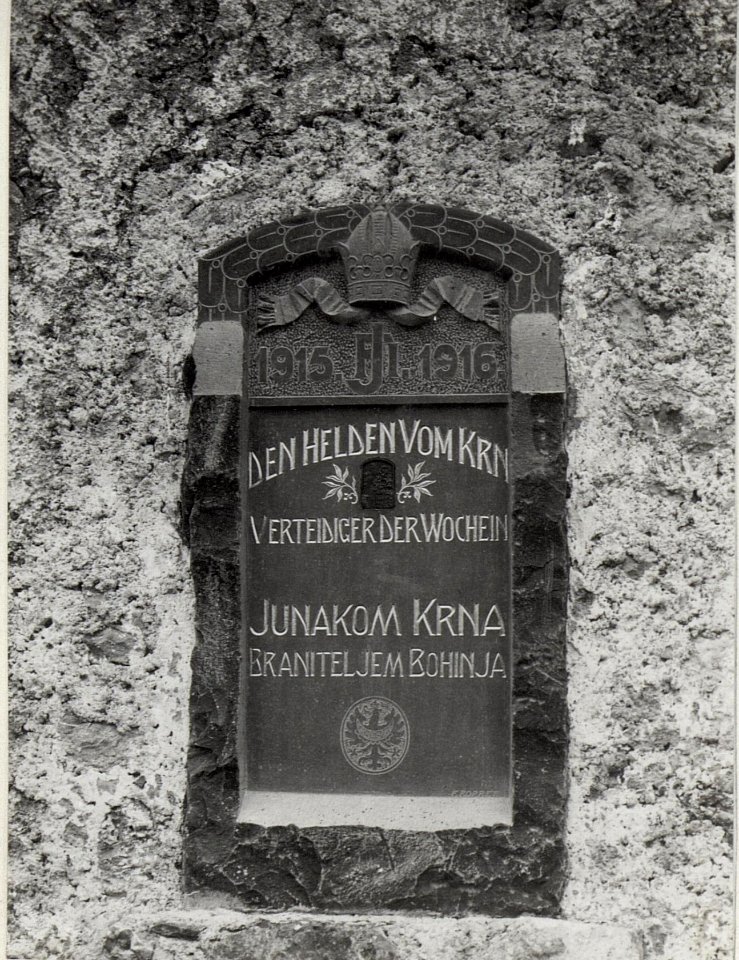 1915. FJI. 1916.
DEN HELDEN VOM KRN
VERTEIDIGER DER WOCHEIN
JUNAKOM KRNA
BRANITELJEM BOHINJA